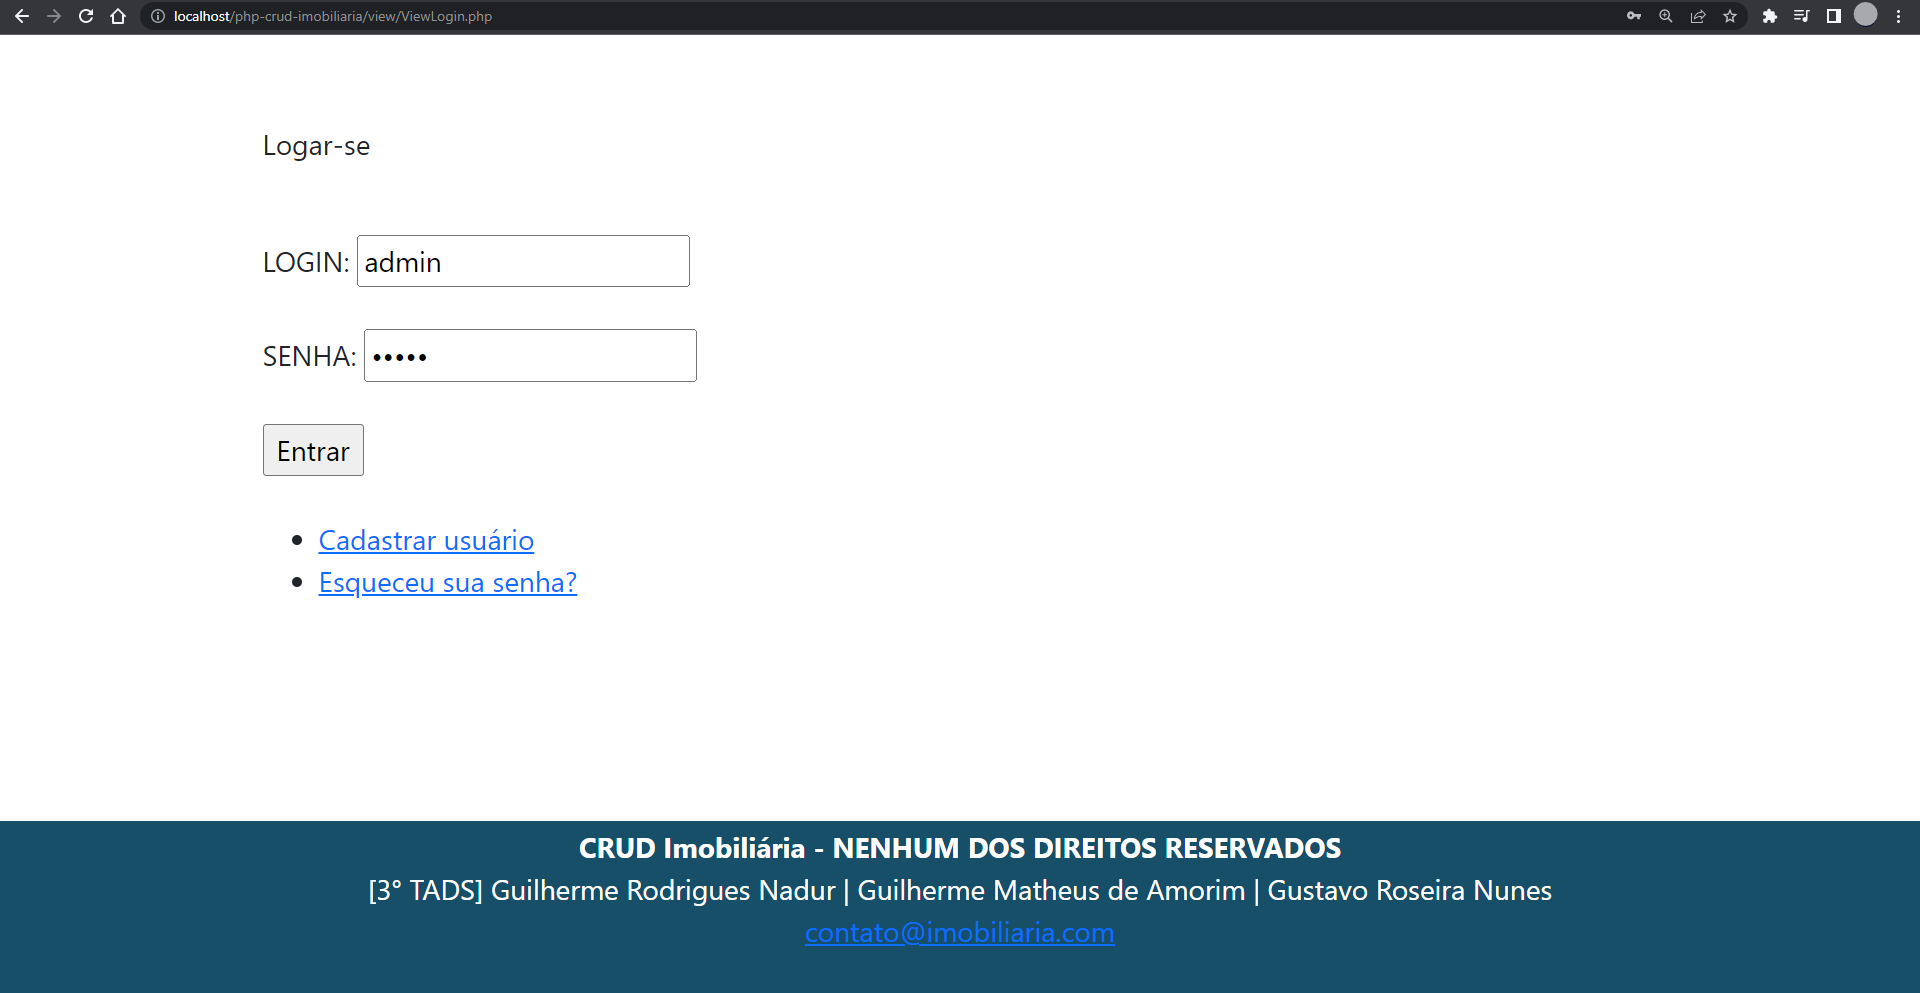 localhost/php-crud-imobiliaria/view/ViewLogin.php
Logar-se
LOGIN: admin
SENHA: •••••
Entrar
Cadastrar usuário
Esqueceu sua senha?
CRUD Imobiliária - NENHUM DOS DIREITOS RESERVADOS
[3° TADS] Guilherme Rodrigues Nadur | Guilherme Matheus de Amorim | Gustavo Roseira Nunes
contato@imobiliaria.com